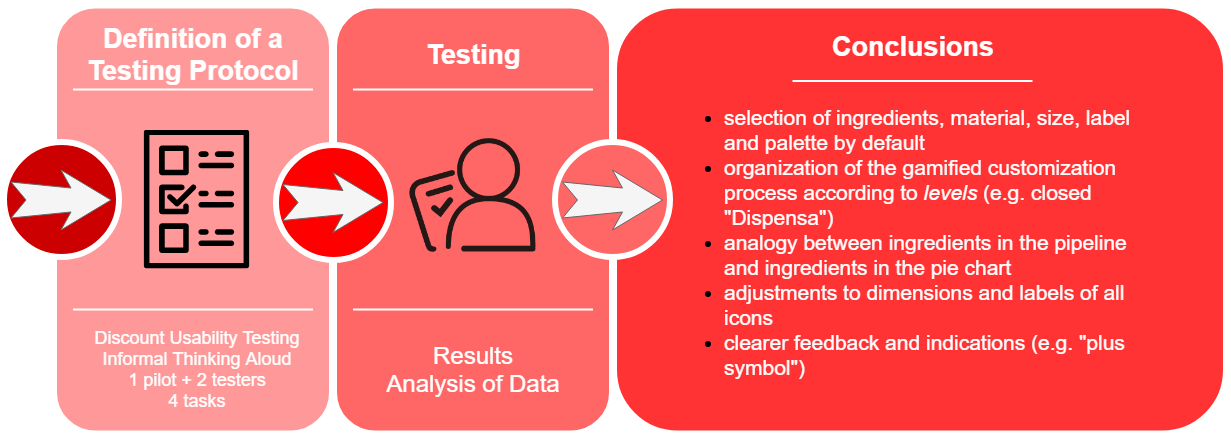 Definition of a
Testing Protocol
Discount Usability Testing
Informal Thinking Aloud
1 pilot + 2 testers
4 tasks
Testing
Results
Analysis of Data
Conclusions
selection of ingredients, material, size, label
and palette by default
organization of the gamified customization
process according to levels (e.g. closed
"Dispensa")
analogy between ingredients in the pipeline
and ingredients in the pie chart
adjustments to dimensions and labels of all
icons
clearer feedback and indications (e.g. "plus
symbol")